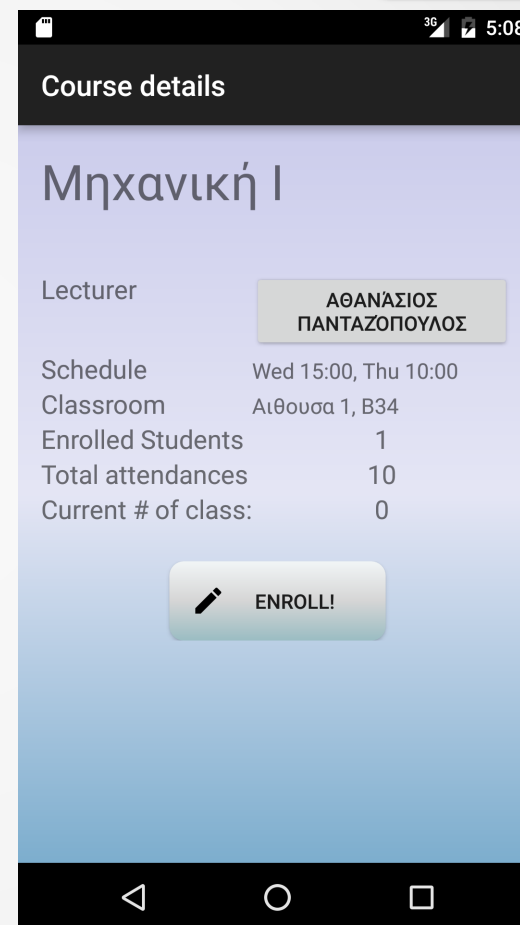 3G 5:08
Course details
Μηχανική Ι
Lecturer
ΑΘΑΝΆΣΙΟΣ
ΠΑΝΤΑΖΌΠΟΥΛΟΣ
Schedule Wed 15:00, Thu 10:00
Classroom Αιθουσα 1, Β34
Enrolled Students 1
Total attendances 10
Current # of class: 0
ENROLL!